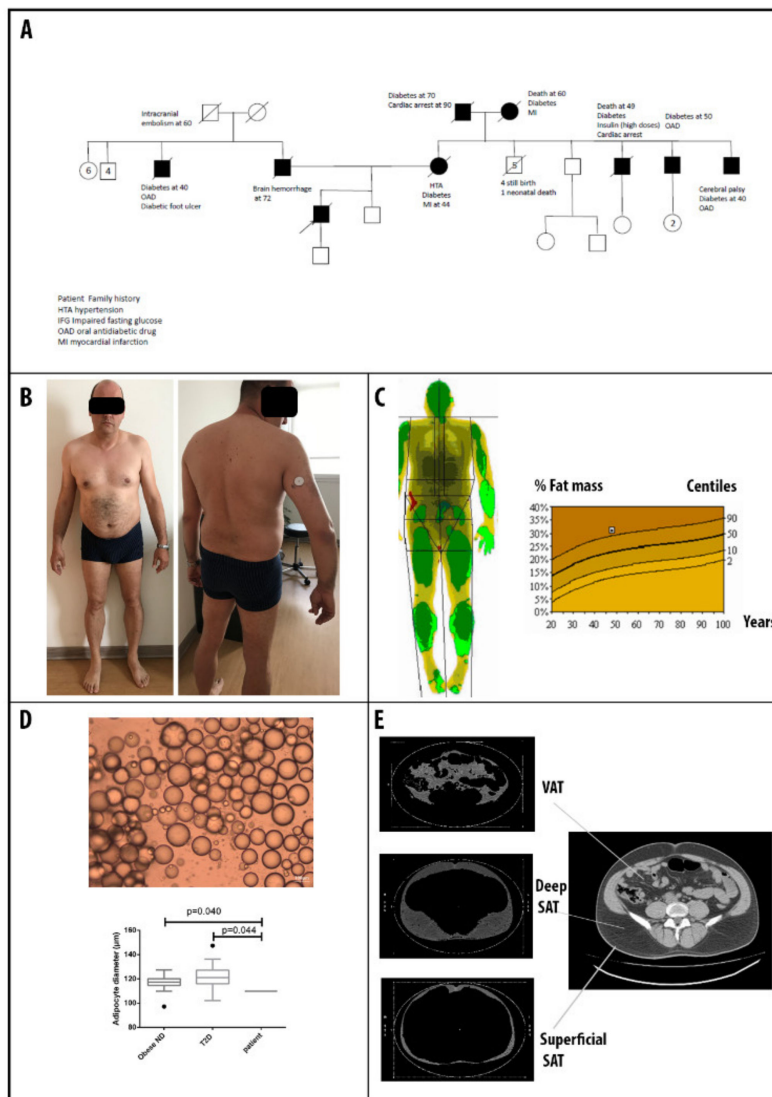 A
Intracranial
embolism at 60
Diabetes at 70
Cardiac arrest at 90
Death at 60
Diabetes
MI
Death at 49
Diabetes
Insulin (high doses)
Cardiac arrest
Diabetes at 50
OAD
6
4
5
Diabetes at 40
OAD
Diabetic foot ulcer
Brain hemorrhage
at 72
HTA
Diabetes
MI at 44
4 still birth
1 neonatal death
2
Cerebral palsy
Diabetes at 40
OAD
Patient Family history
HTA hypertension
IFG Impaired fasting glucose
OAD oral antidiabetic drug
MI myocardial infarction
B
C
% Fat mass
Centiles
40%
35%
30%
25%
20%
15%
10%
5%
0%
90
50
10
2
20 30 40 50 60 70 80 90 100
Years
D
p=0.040
p=0.044
Adipocyte diameter (µm)
140
120
100
80
Obese ND
T2D
patient
E
VAT
Deep
SAT
Superficial
SAT